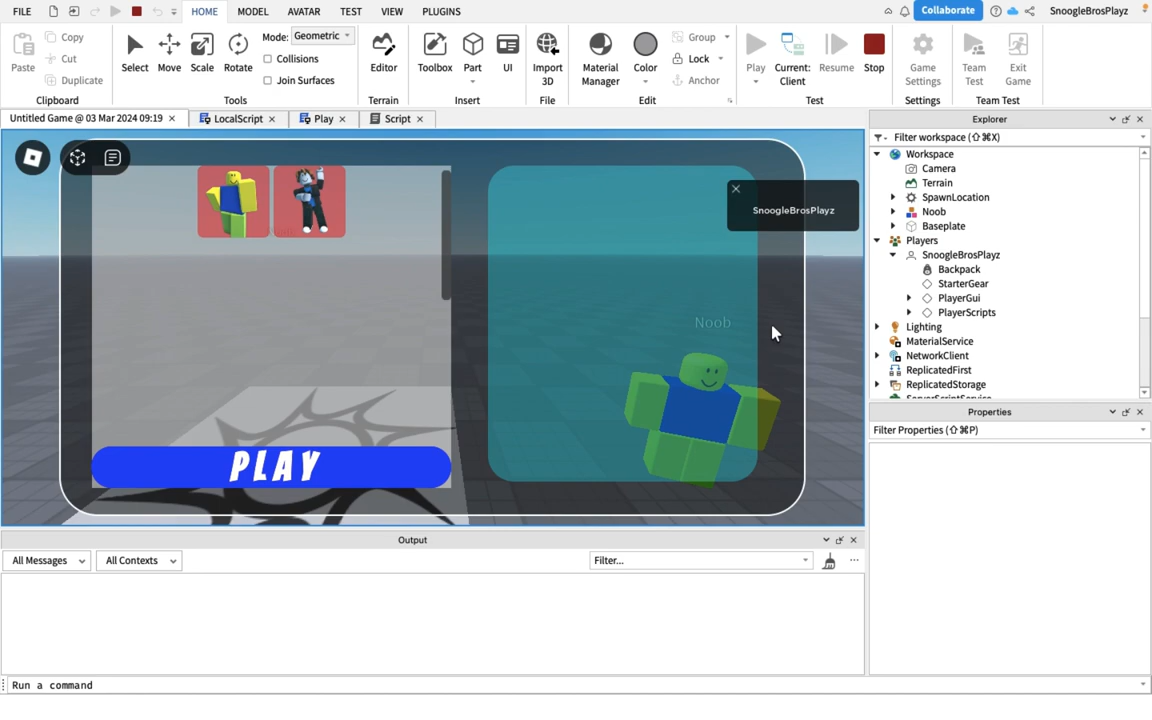 FILE HOME MODEL AVATAR TEST VIEW PLUGINS Collaborate SnoogleBrosPlayz
Paste Copy Cut Duplicate
Select Move Scale Rotate
Mode: Geometric
Collisions
Join Surfaces
Editor
Toolbox Part UI
Import 3D
Material Manager Color
Group Lock Anchor
Play Current: Client Resume Stop
Game Settings
Team Test Exit Game
Clipboard Tools Terrain Insert File Edit Test Settings Team Test
Untitled Game @ 03 Mar 2024 09:19 LocalScript Play Script
SnoogleBrosPlayz
Noob
PLAY
Explorer
Filter workspace (⇧⌘X)
Workspace
Camera
Terrain
SpawnLocation
Noob
Baseplate
Players
SnoogleBrosPlayz
Backpack
StarterGear
PlayerGui
PlayerScripts
Lighting
MaterialService
NetworkClient
ReplicatedFirst
ReplicatedStorage
ServerScriptService
Properties
Filter Properties (⇧⌘P)
Output
All Messages All Contexts Filter...
Run a command